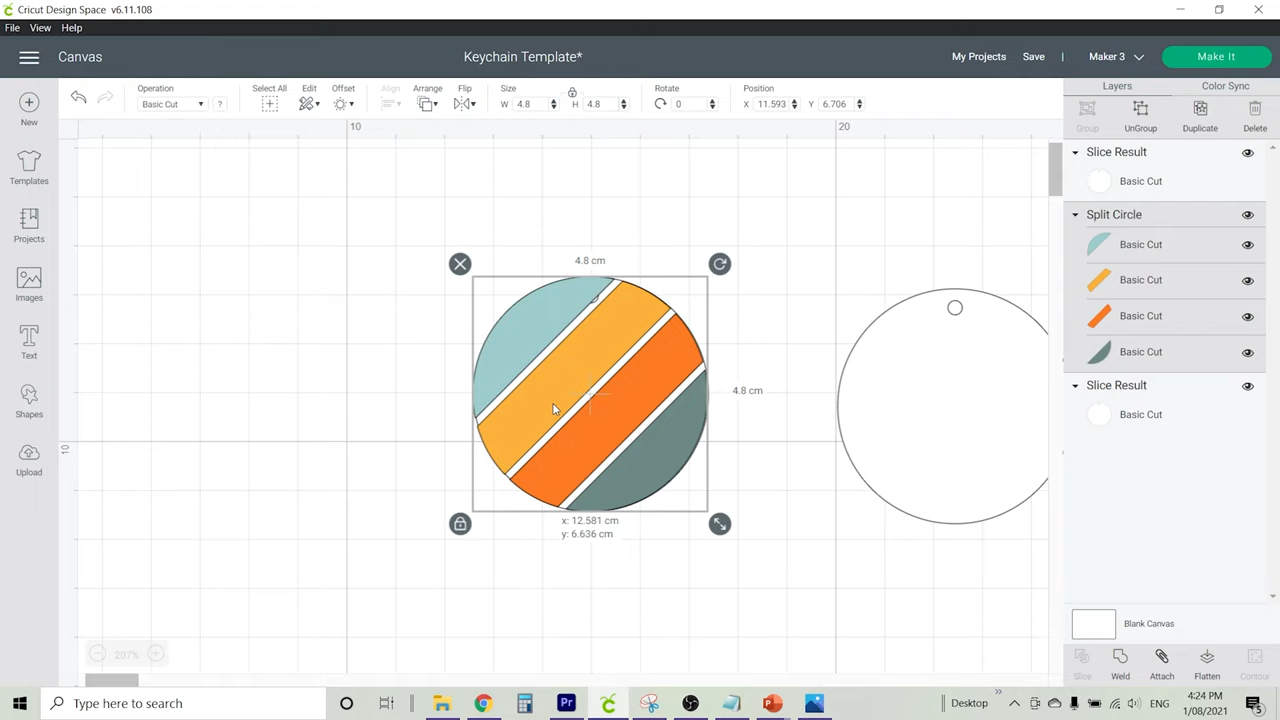 Cricut Design Space v6.11.108
File View Help
Canvas
Keychain Template*
My Projects Save | Maker 3 Make It
Operation
Basic Cut ?
Select All
Edit
Offset
Align
Arrange
Flip
Size
W 4.8 H 4.8
Rotate
0
Position
X 11.593 Y 6.706
Layers Color Sync
Group UnGroup Duplicate Delete
New
Templates
Projects
Images
Text
Shapes
Upload
10 20
10
4.8 cm
4.8 cm
x: 12.581 cm
y: 6.636 cm
207%
Slice Result
Basic Cut
Split Circle
Basic Cut
Basic Cut
Basic Cut
Basic Cut
Slice Result
Basic Cut
Blank Canvas
Slice Weld Attach Flatten Contour
Type here to search
Pr
Desktop
ENG
4:24 PM
1/08/2021
5